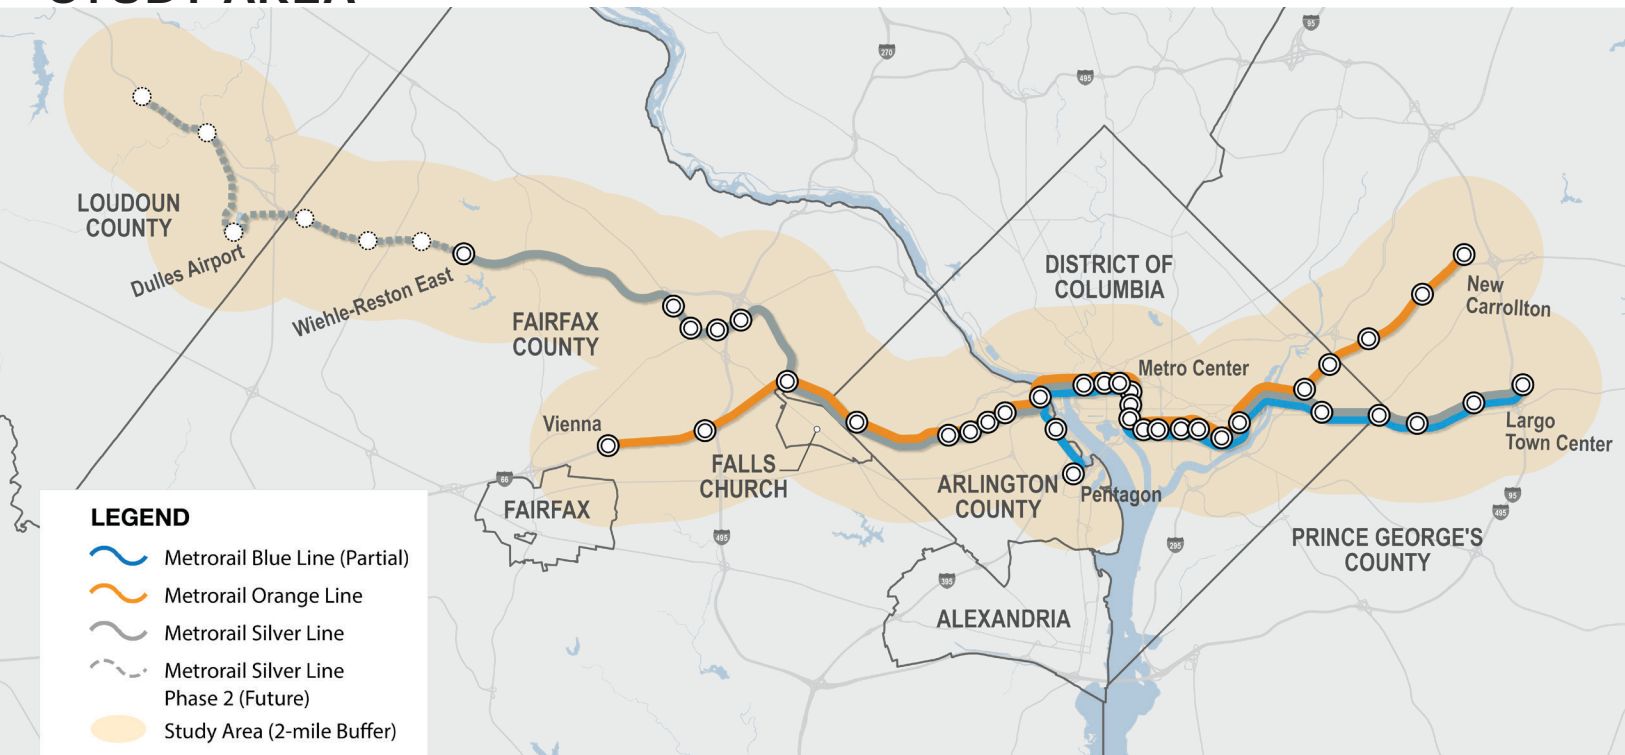 STUDY AREA
95
270
495
LOUDOUN
COUNTY
Dulles Airport
Wiehle-Reston East
FAIRFAX
COUNTY
DISTRICT OF
COLUMBIA
New
Carrollton
Metro Center
Vienna
Largo
Town Center
FALLS
CHURCH
ARLINGTON
COUNTY
Pentagon
66
FAIRFAX
95
495
495
295
PRINCE GEORGE'S
COUNTY
395
ALEXANDRIA
LEGEND
Metrorail Blue Line (Partial)
Metrorail Orange Line
Metrorail Silver Line
Metrorail Silver Line
Phase 2 (Future)
Study Area (2-mile Buffer)